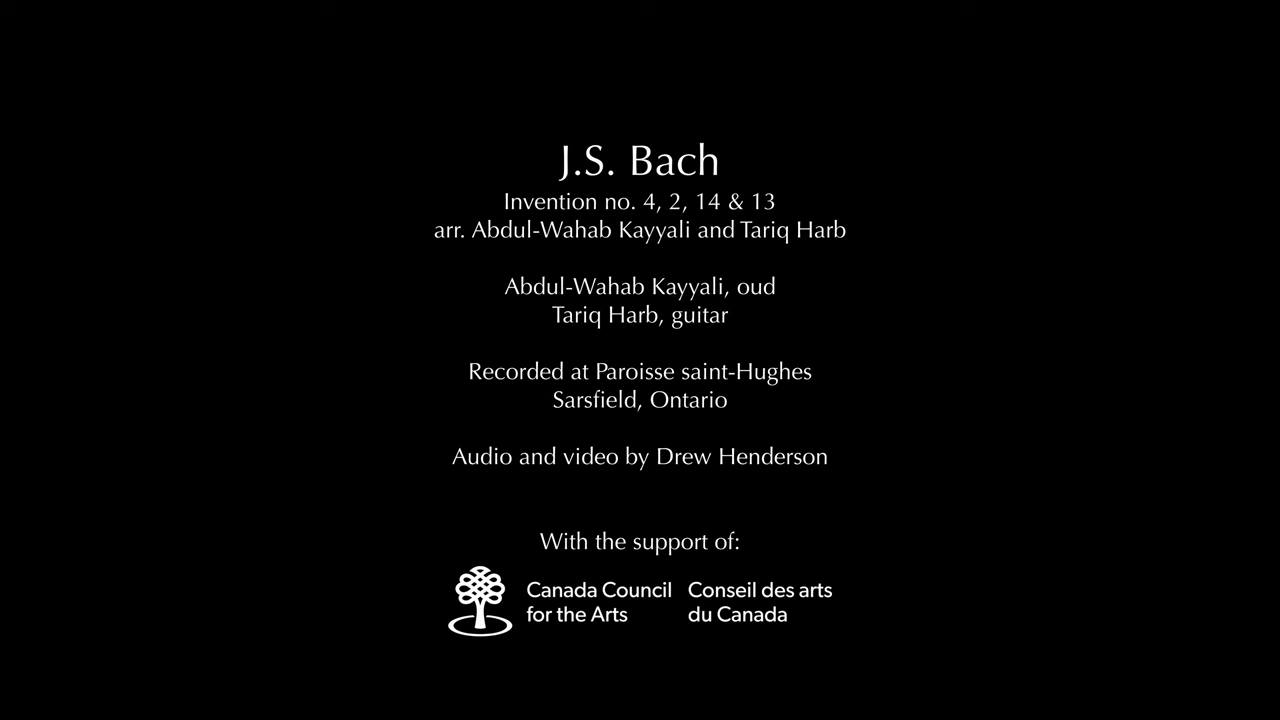 J.S. Bach
Invention no. 4, 2, 14 & 13
arr. Abdul-Wahab Kayyali and Tariq Harb
Abdul-Wahab Kayyali, oud
Tariq Harb, guitar
Recorded at Paroisse saint-Hughes
Sarsfield, Ontario
Audio and video by Drew Henderson
With the support of:
Canada Council
for the Arts
Conseil des arts
du Canada